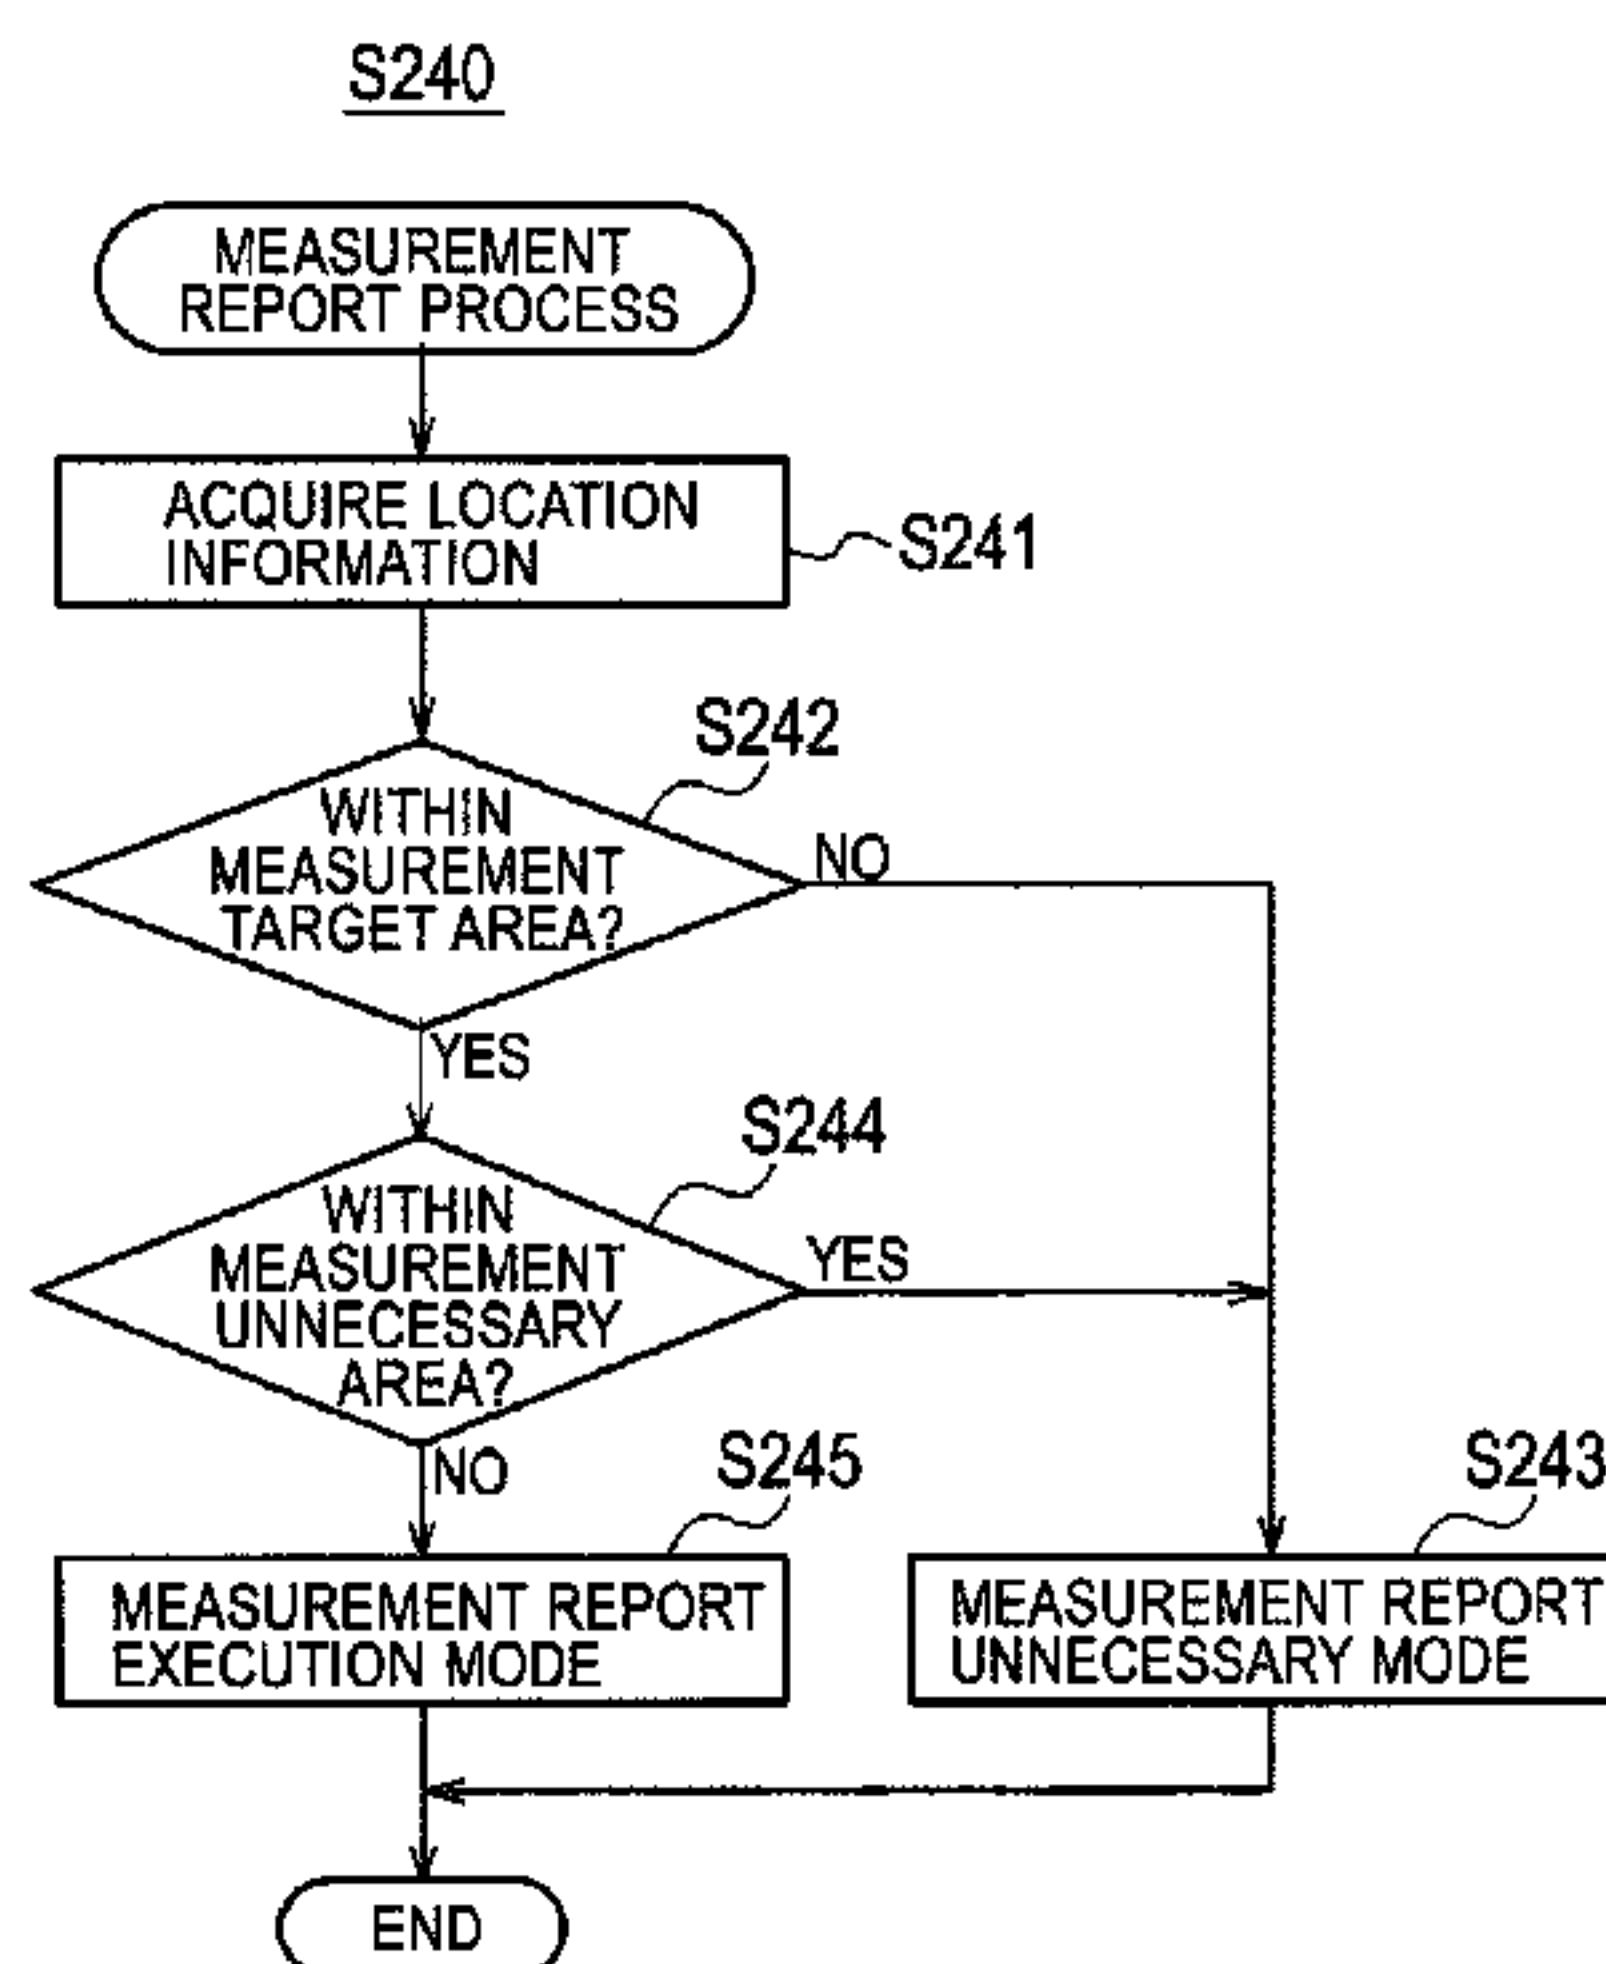 S240
MEASUREMENT
REPORT PROCESS
ACQUIRE LOCATION
INFORMATION
S241
S242
WITHIN
MEASUREMENT
TARGET AREA?
NO
YES
S244
WITHIN
MEASUREMENT
UNNECESSARY
AREA?
YES
NO
S245
S243
MEASUREMENT REPORT
EXECUTION MODE
MEASUREMENT REPORT
UNNECESSARY MODE
END